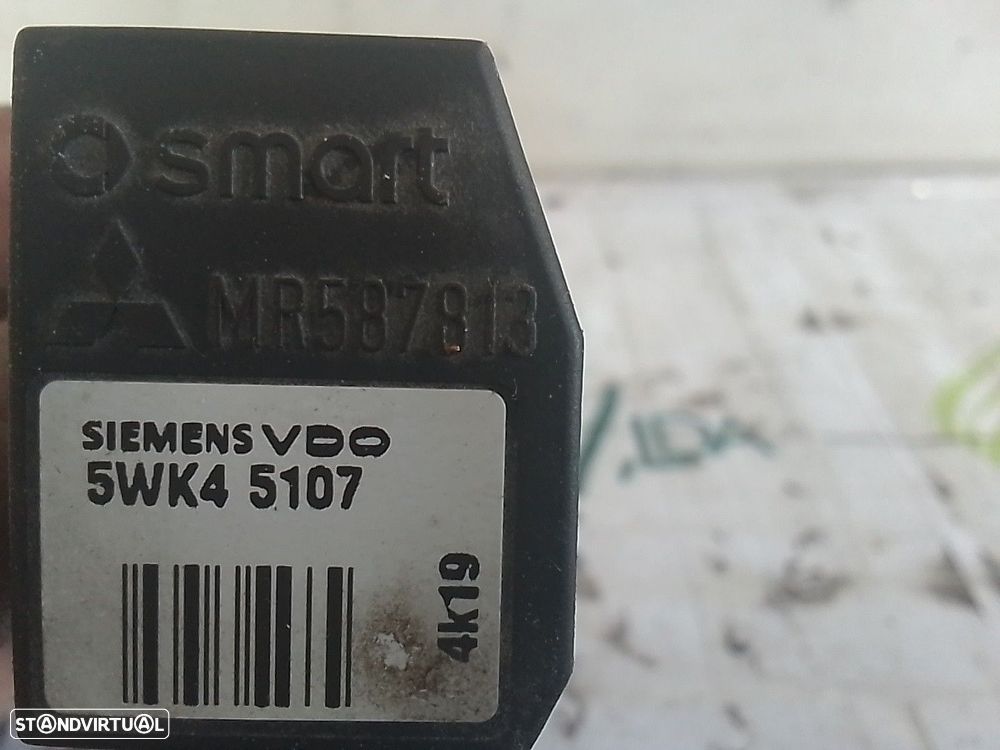 smart
MR587813
SIEMENS VDO
5WK4 5107
4k19
STANDVIRTUAL